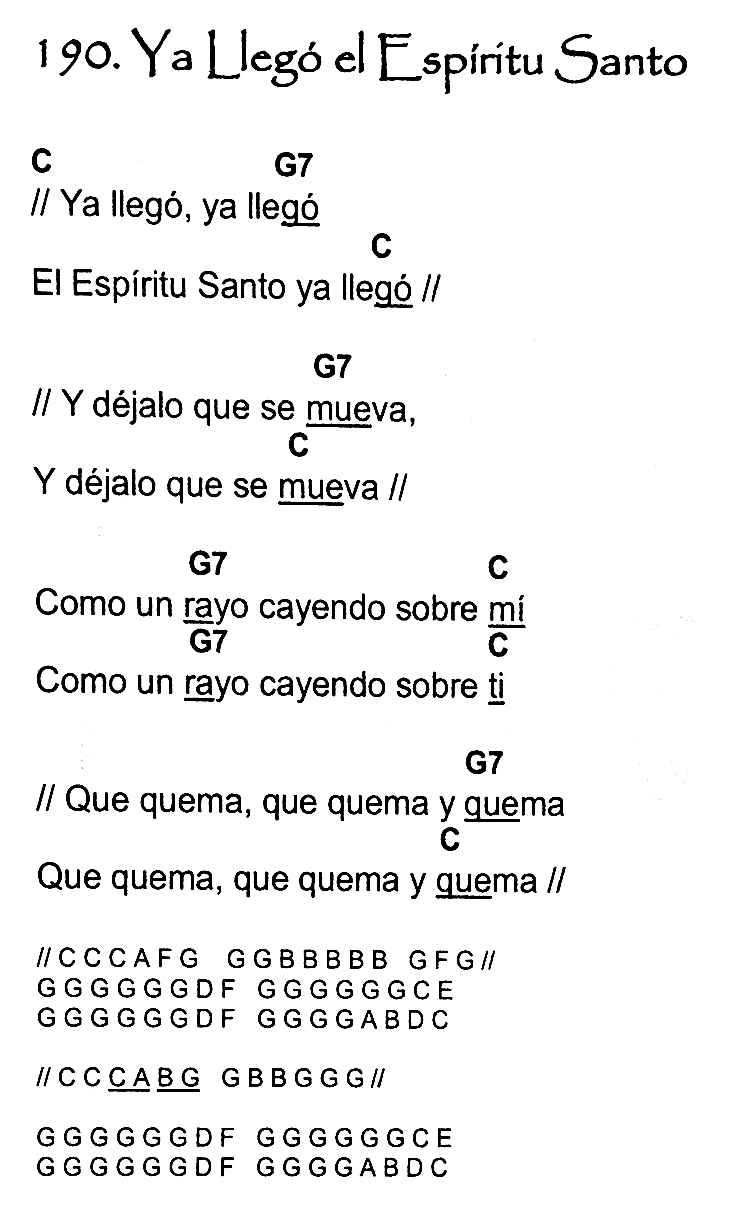 190. Ya Llegó el Espíritu Santo
C G7
// Ya llegó, ya llegó
C
El Espíritu Santo ya llegó //
G7
// Y déjalo que se mueva,
C
Y déjalo que se mueva //
G7 C
Como un rayo cayendo sobre mí
G7 C
Como un rayo cayendo sobre ti
G7
// Que quema, que quema y quema
C
Que quema, que quema y quema //
// C C C A F G G G B B B B B G F G //
G G G G G G D F G G G G G G C E
G G G G G G D F G G G G A B D C
// C C C A B G G B B G G G //
G G G G G G D F G G G G G G C E
G G G G G G D F G G G G A B D C